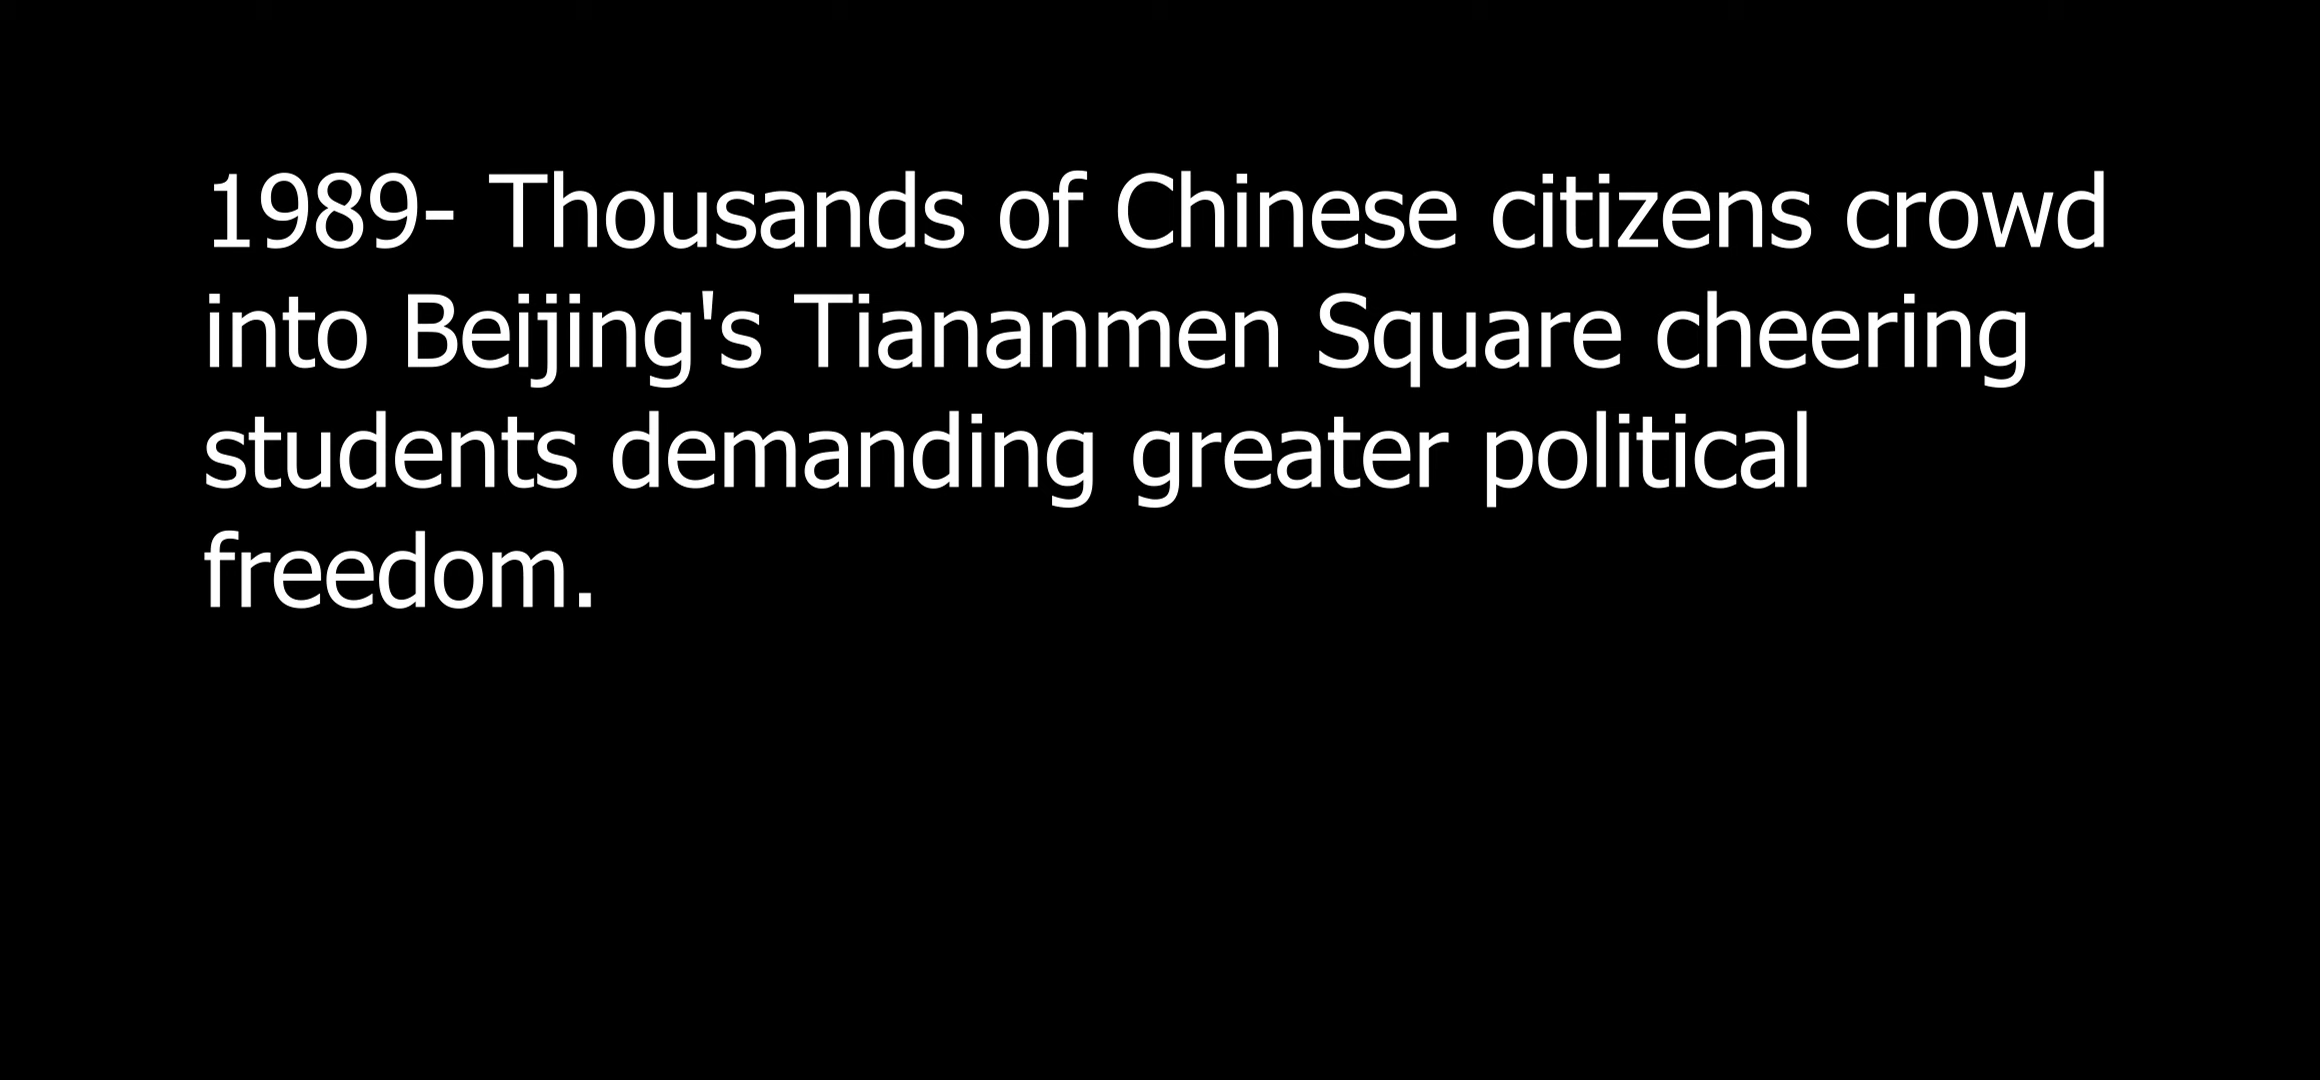 1989- Thousands of Chinese citizens crowd
into Beijing's Tiananmen Square cheering
students demanding greater political
freedom.